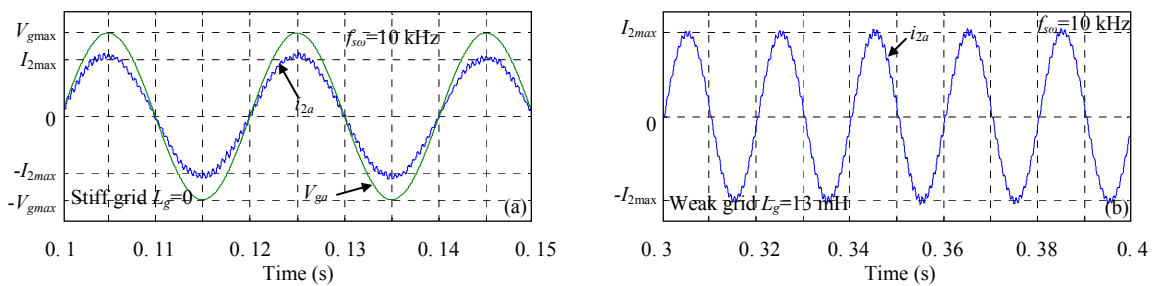 V_gmax
f_sω=10 kHz
I_2max
i_2a
0
-I_2max
Stiff grid L_g=0
V_ga
(a)
-V_gmax
0. 1 0. 11 0. 12 0. 13 0. 14 0. 15
Time (s)
I_2max
i_2a
f_sω=10 kHz
0
-I_2max
Weak grid L_g=13 mH
(b)
0. 3 0. 32 0. 34 0. 36 0. 38 0. 4
Time (s)